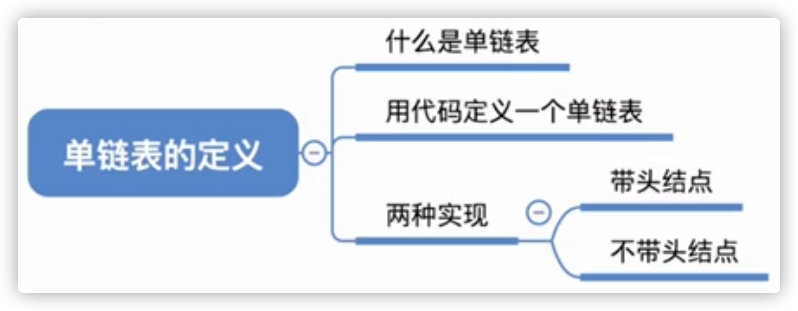 单链表的定义
什么是单链表
用代码定义一个单链表
两种实现
带头结点
不带头结点